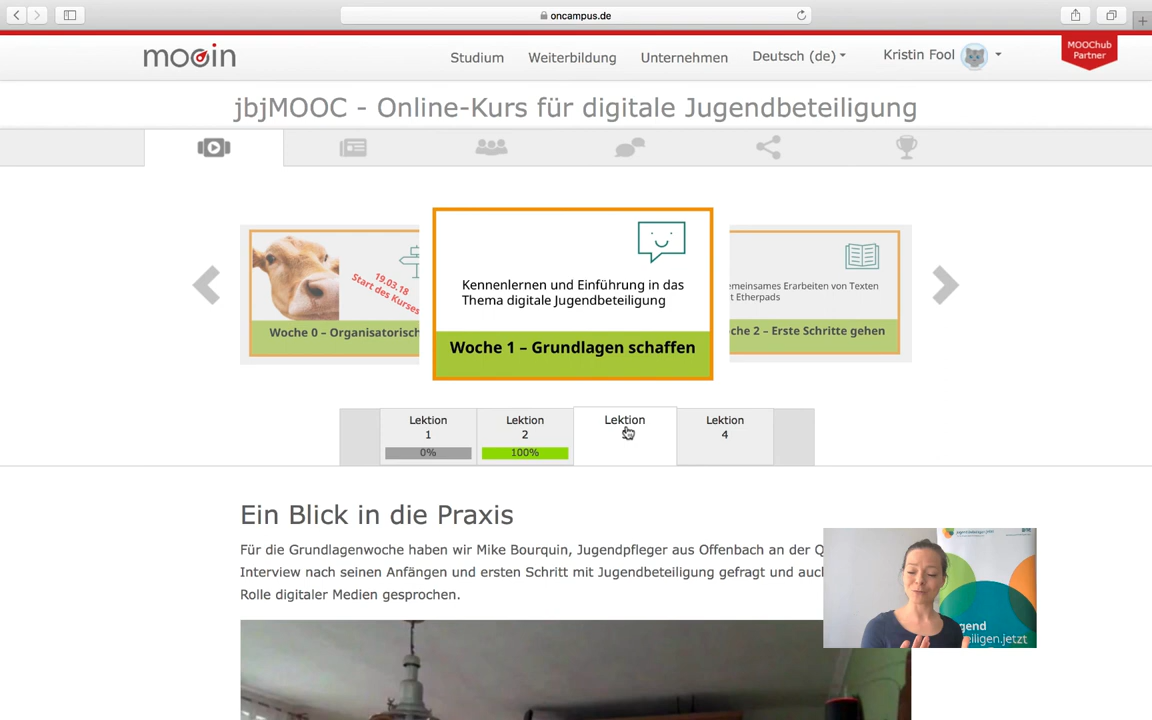 oncampus.de
mooin
Studium
Weiterbildung
Unternehmen
Deutsch (de)
Kristin Fool
MOOChub
Partner
jbjMOOC - Online-Kurs für digitale Jugendbeteiligung
19.03.18
Start des Kurses
Woche 0 – Organisatorisch
Kennenlernen und Einführung in das
Thema digitale Jugendbeteiligung
Woche 1 – Grundlagen schaffen
emeinsames Erarbeiten von Texten
t Etherpads
che 2 – Erste Schritte gehen
Lektion
1
0%
Lektion
2
100%
Lektion
Lektion
4
Ein Blick in die Praxis
Für die Grundlagenwoche haben wir Mike Bourquin, Jugendpfleger aus Offenbach an der Q
Interview nach seinen Anfängen und ersten Schritt mit Jugendbeteiligung gefragt und auch
Rolle digitaler Medien gesprochen.
gend
eiligen.jetzt